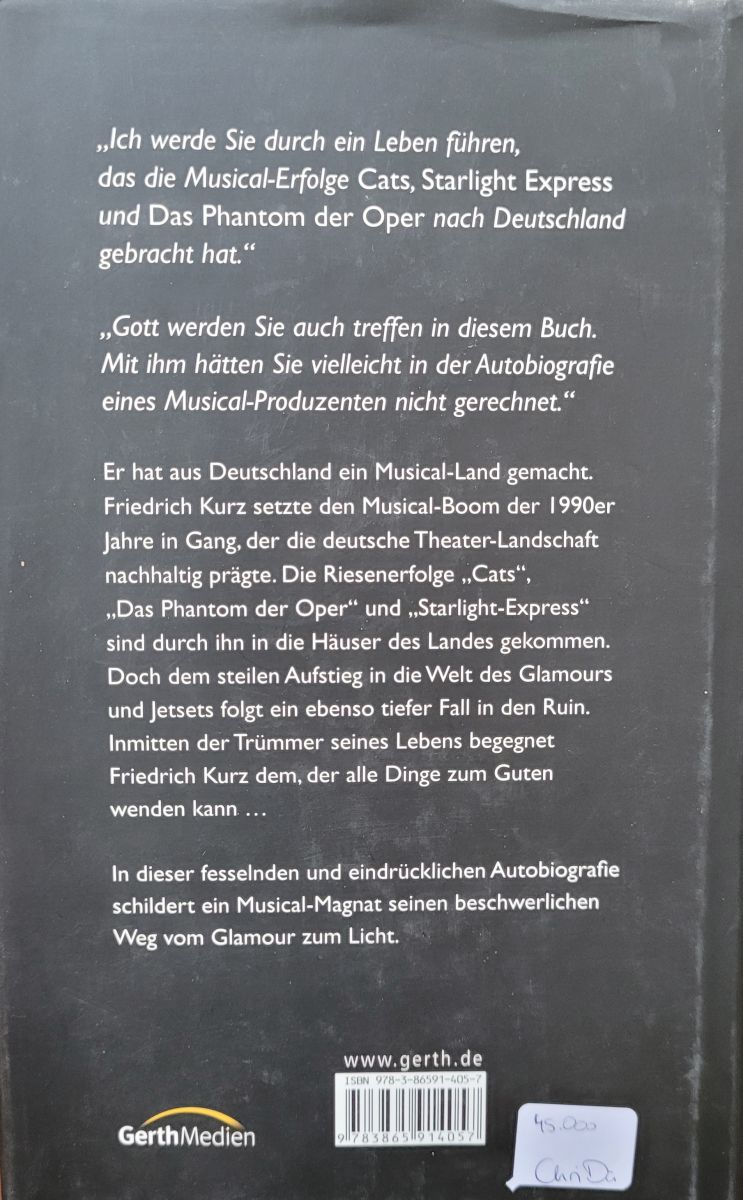 „Ich werde Sie durch ein Leben führen,
das die Musical-Erfolge Cats, Starlight Express
und Das Phantom der Oper nach Deutschland
gebracht hat.“
„Gott werden Sie auch treffen in diesem Buch.
Mit ihm hätten Sie vielleicht in der Autobiografie
eines Musical-Produzenten nicht gerechnet.“
Er hat aus Deutschland ein Musical-Land gemacht.
Friedrich Kurz setzte den Musical-Boom der 1990er
Jahre in Gang, der die deutsche Theater-Landschaft
nachhaltig prägte. Die Riesenerfolge „Cats“,
„Das Phantom der Oper“ und „Starlight-Express“
sind durch ihn in die Häuser des Landes gekommen.
Doch dem steilen Aufstieg in die Welt des Glamours
und Jetsets folgt ein ebenso tiefer Fall in den Ruin.
Inmitten der Trümmer seines Lebens begegnet
Friedrich Kurz dem, der alle Dinge zum Guten
wenden kann …
In dieser fesselnden und eindrücklichen Autobiografie
schildert ein Musical-Magnat seinen beschwerlichen
Weg vom Glamour zum Licht.
www.gerth.de
ISBN 978-3-86591-405-7
9 783865 914057
GerthMedien
45.000